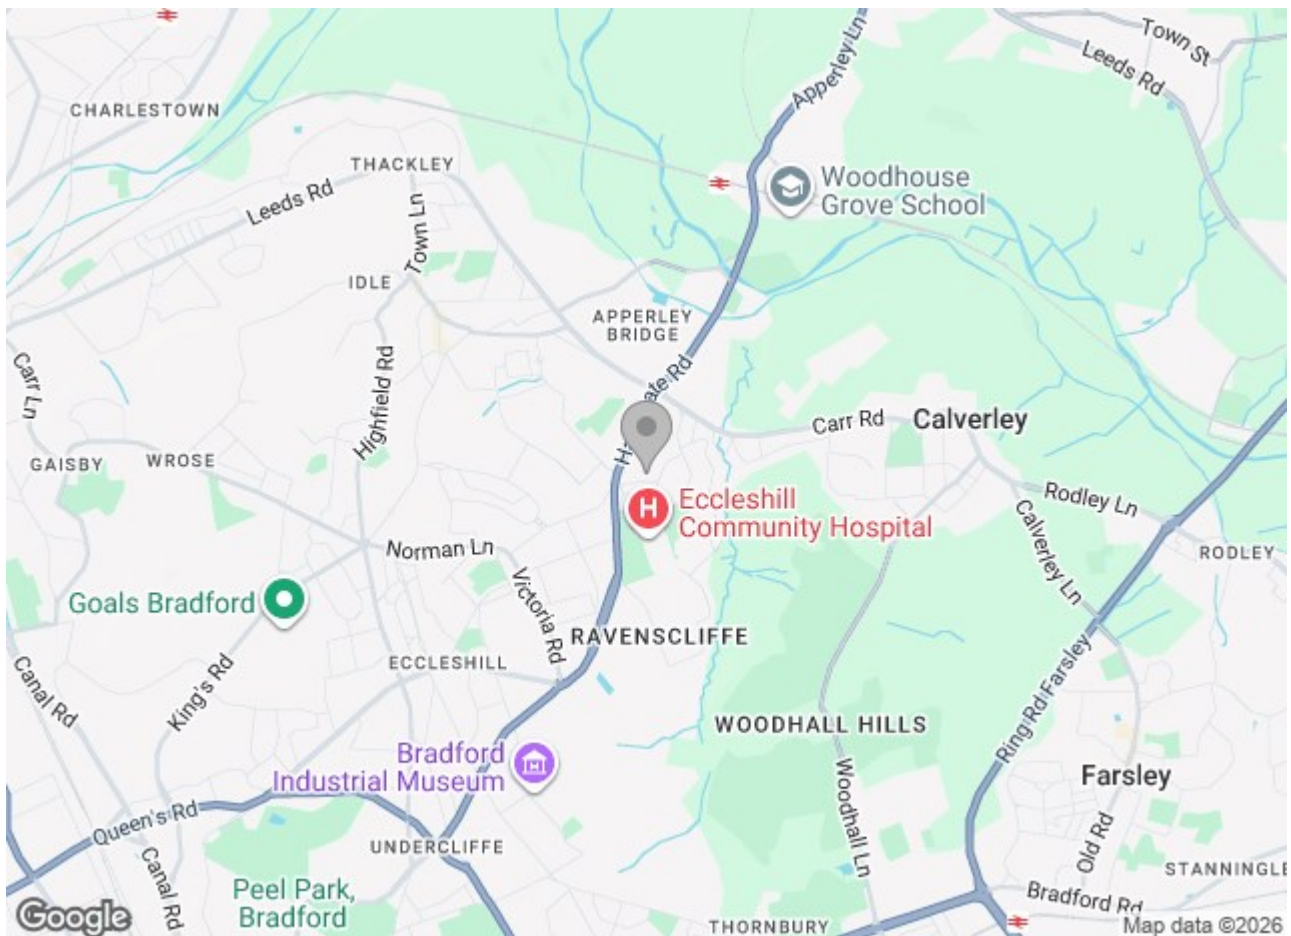 Town St
Leeds Rd
Apperley Ln
CHARLESTOWN
THACKLEY
Leeds Rd
Town Ln
Woodhouse
Grove School
IDLE
APPERLEY
BRIDGE
Carr Ln
Highfield Rd
ate Rd
Ha
Carr Rd
Calverley
GAISBY
WROSE
Eccleshill
Community Hospital
Rodley Ln
Calverley Ln
RODLEY
Norman Ln
Victoria Rd
Goals Bradford
RAVENSCLIFFE
ECCLESHILL
Canal Rd
King's Rd
Ring Rd Farsley
WOODHALL HILLS
Bradford
Industrial Museum
Farsley
Woodhall Ln
Queen's Rd
Old Rd
UNDERCLIFFE
Canal Rd
STANNINGLE
Peel Park,
Bradford
Bradford Rd
THORNBURY
Google
Map data ©2026